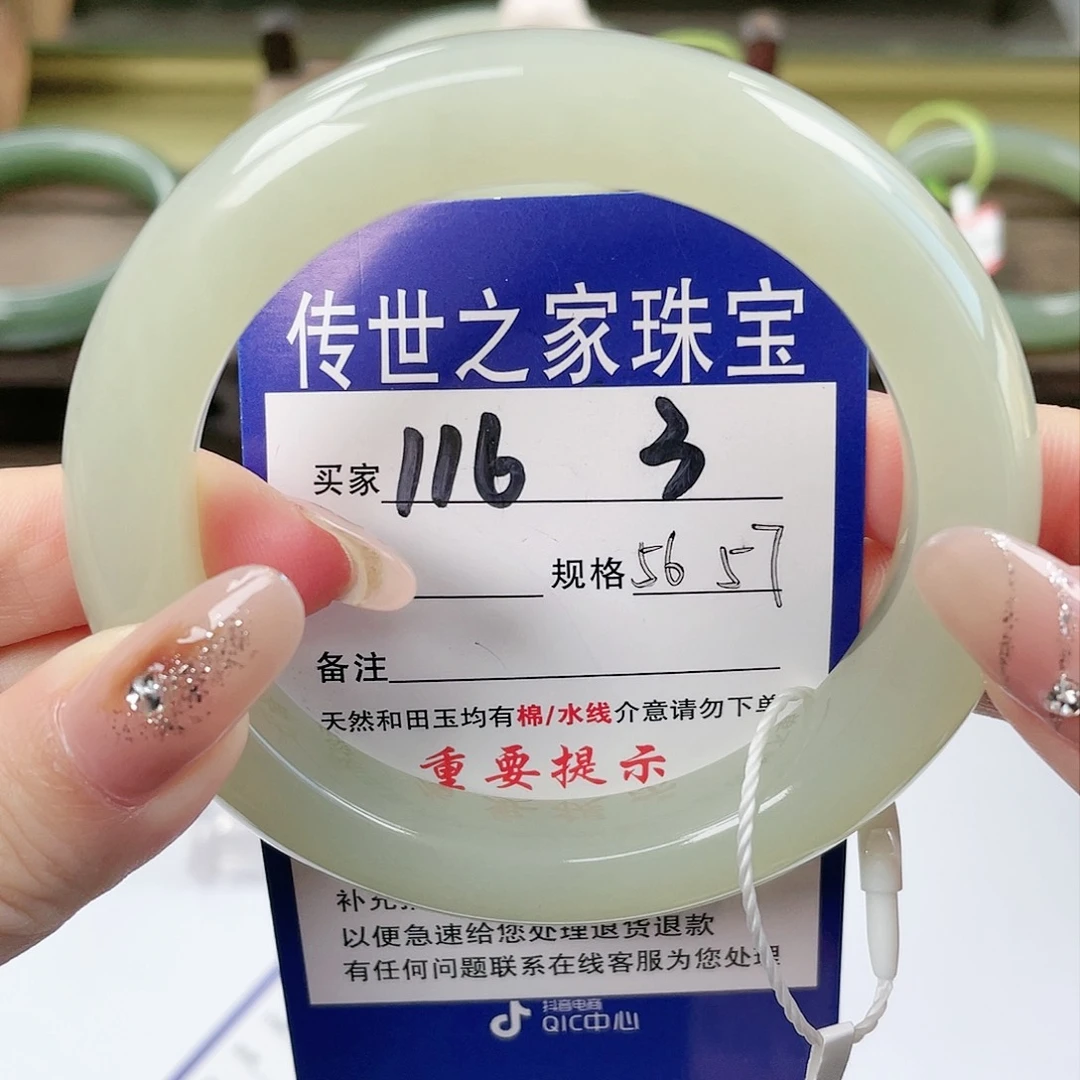 传世之家珠宝
买家 116 3
规格 56 57
备注
天然和田玉均有棉/水线介意请勿下单
重要提示
补充
以便急速给您处理退货退款
有任何问题联系在线客服为您处理
抖音电商
QIC中心